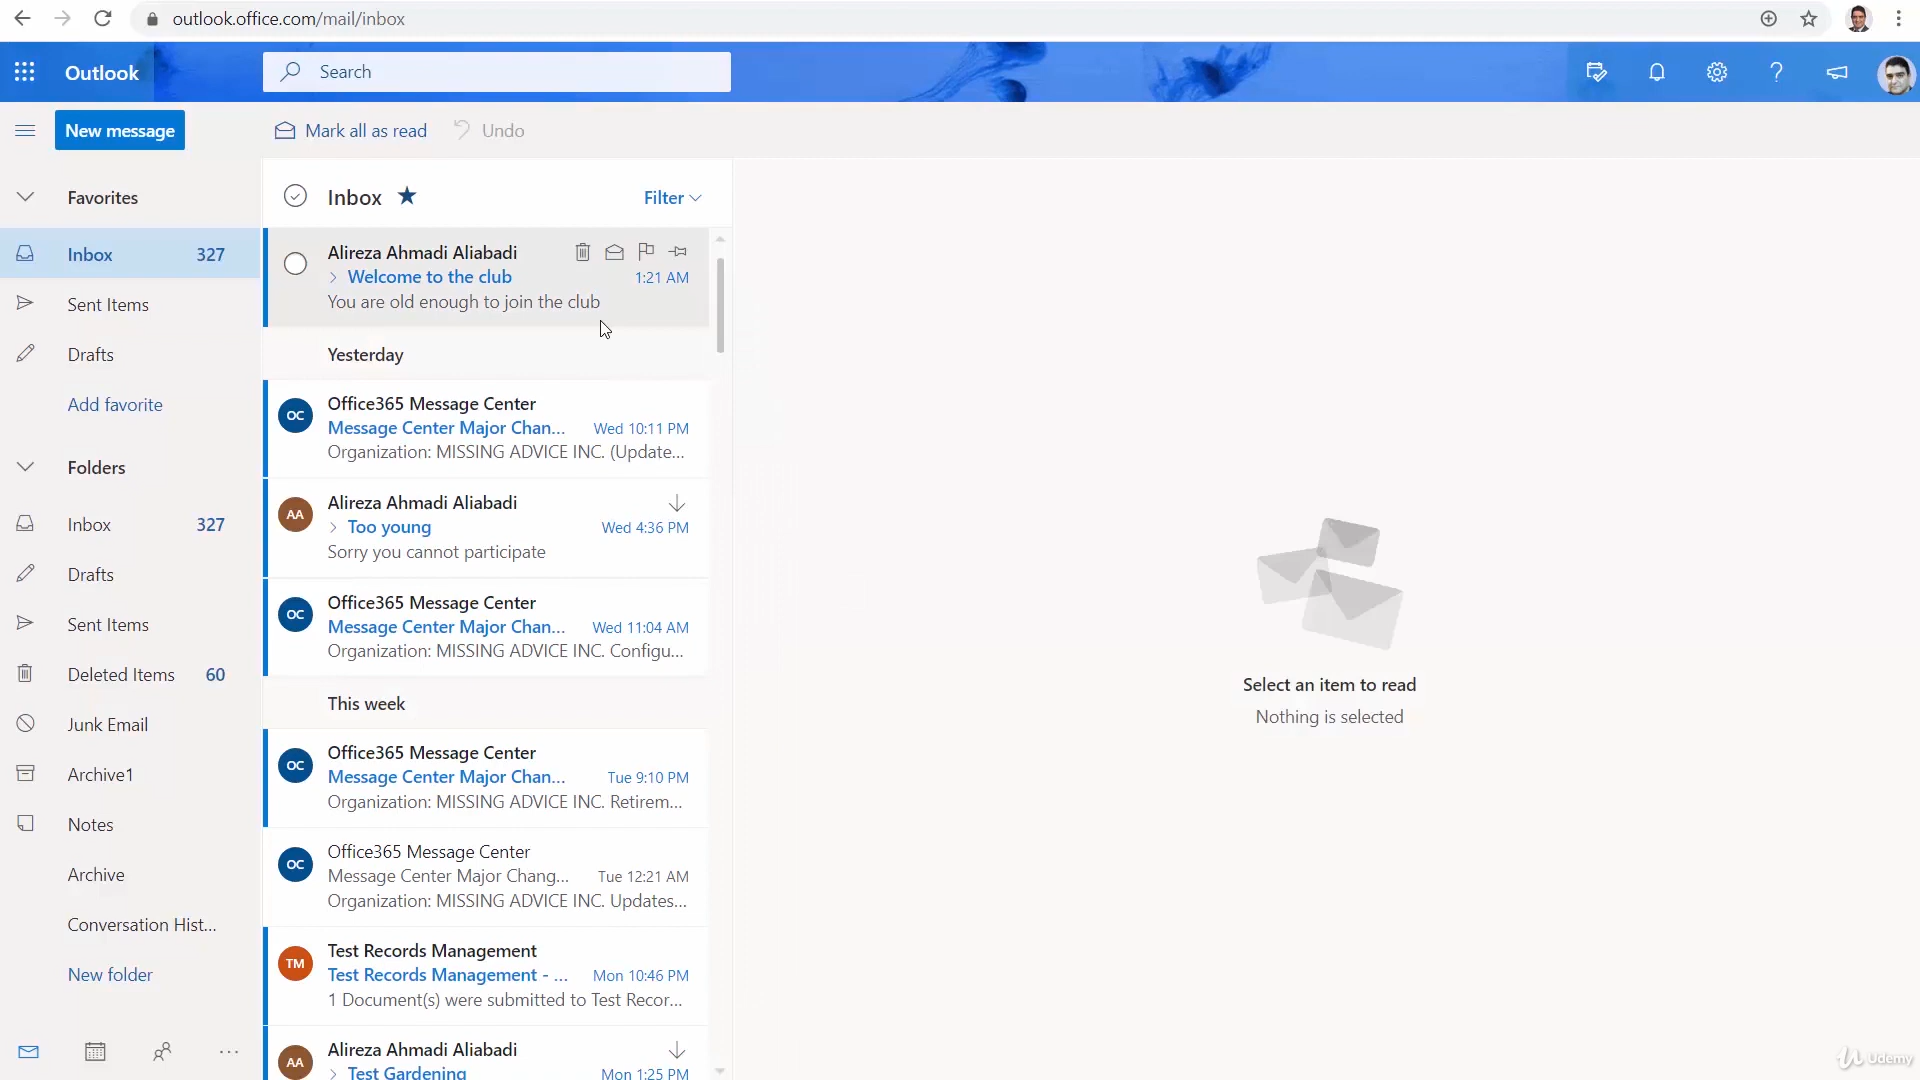 outlook.office.com/mail/inbox
Outlook
Search
New message
Mark all as read
Undo
Favorites
Inbox 327
Sent Items
Drafts
Add favorite
Folders
Inbox 327
Drafts
Sent Items
Deleted Items 60
Junk Email
Archive1
Notes
Archive
Conversation Hist...
New folder
Inbox
Filter
Alireza Ahmadi Aliabadi
Welcome to the club 1:21 AM
You are old enough to join the club
Yesterday
OC
Office365 Message Center
Message Center Major Chan... Wed 10:11 PM
Organization: MISSING ADVICE INC. (Update...
AA
Alireza Ahmadi Aliabadi
Too young Wed 4:36 PM
Sorry you cannot participate
OC
Office365 Message Center
Message Center Major Chan... Wed 11:04 AM
Organization: MISSING ADVICE INC. Configu...
This week
OC
Office365 Message Center
Message Center Major Chan... Tue 9:10 PM
Organization: MISSING ADVICE INC. Retirem...
OC
Office365 Message Center
Message Center Major Chang... Tue 12:21 AM
Organization: MISSING ADVICE INC. Updates...
TM
Test Records Management
Test Records Management - ... Mon 10:46 PM
1 Document(s) were submitted to Test Recor...
AA
Alireza Ahmadi Aliabadi
Test Gardening Mon 1:25 PM
Select an item to read
Nothing is selected
Udemy